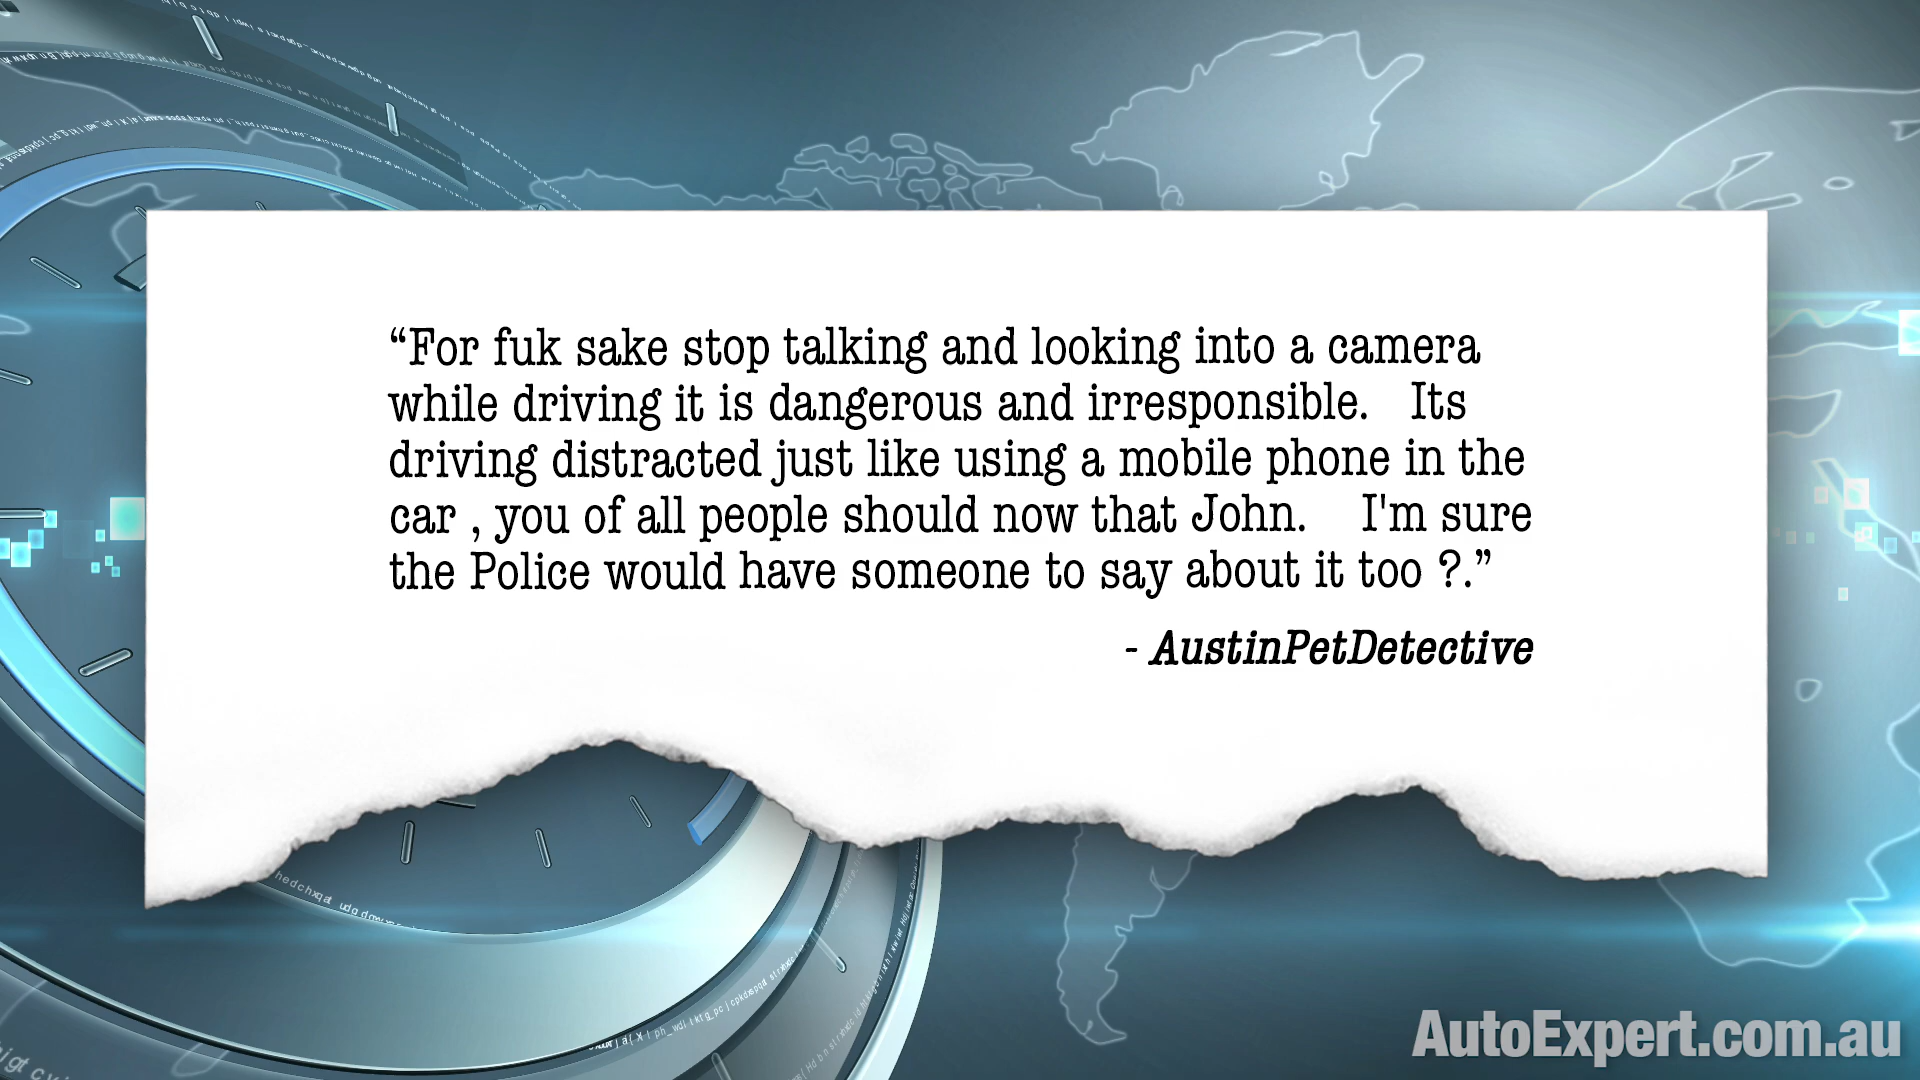 “For fuk sake stop talking and looking into a camera
while driving it is dangerous and irresponsible. Its
driving distracted just like using a mobile phone in the
car , you of all people should now that John. I'm sure
the Police would have someone to say about it too ?.”
- AustinPetDetective
AutoExpert.com.au